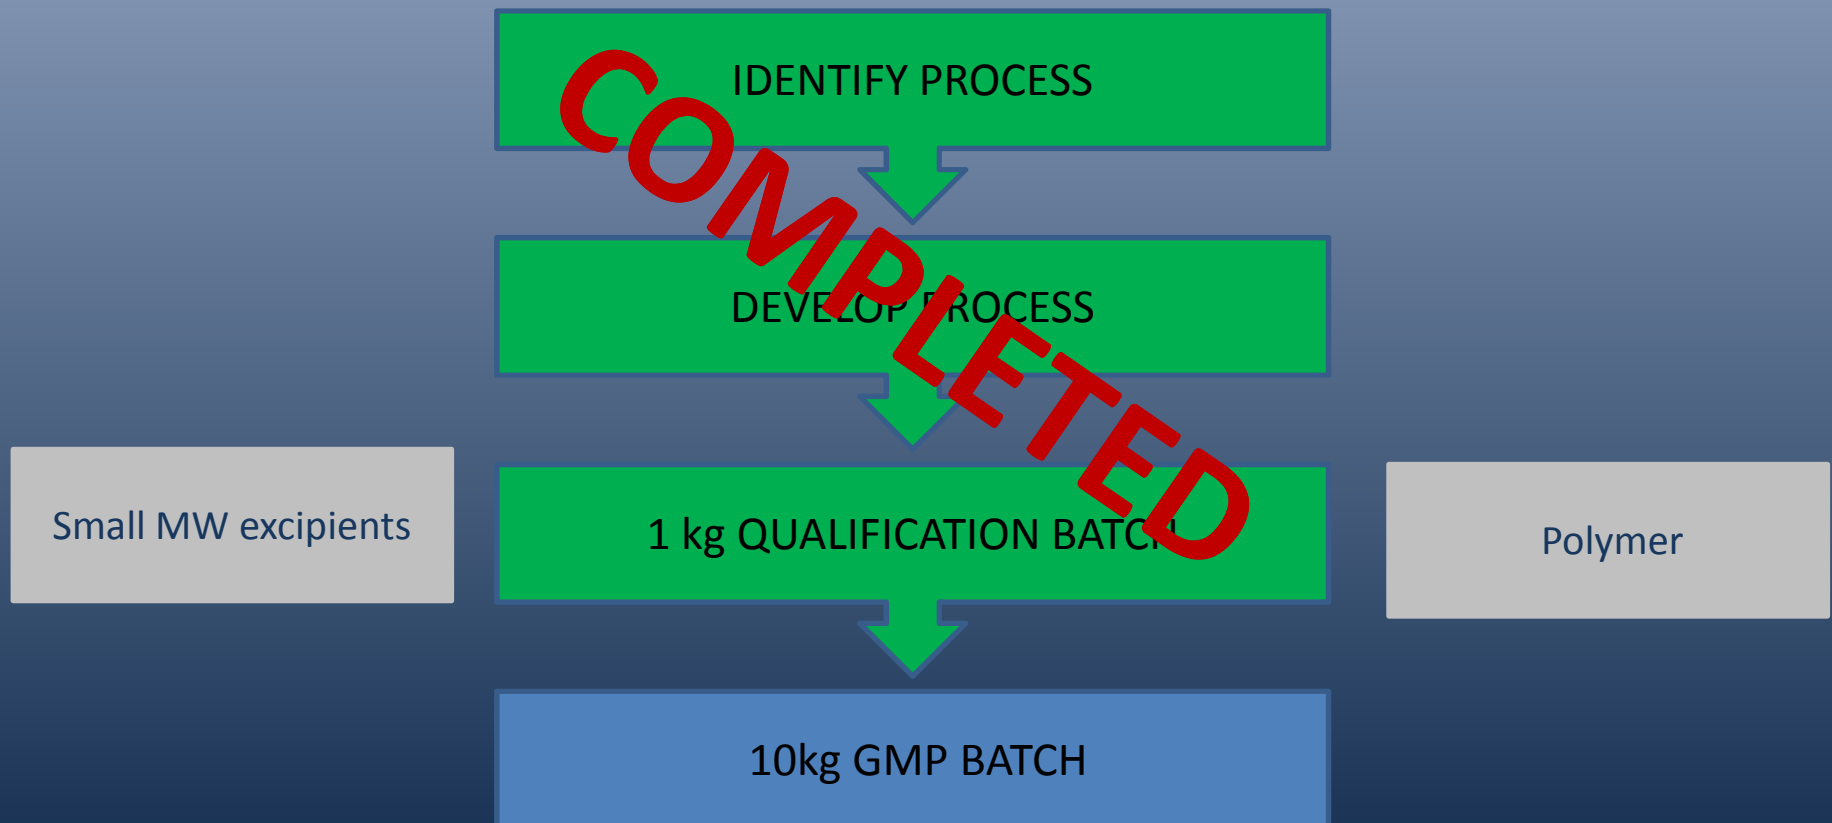 IDENTIFY PROCESS
COMPLETED
DEVELOP PROCESS
Small MW excipients
1 kg QUALIFICATION BATCH
Polymer
10kg GMP BATCH